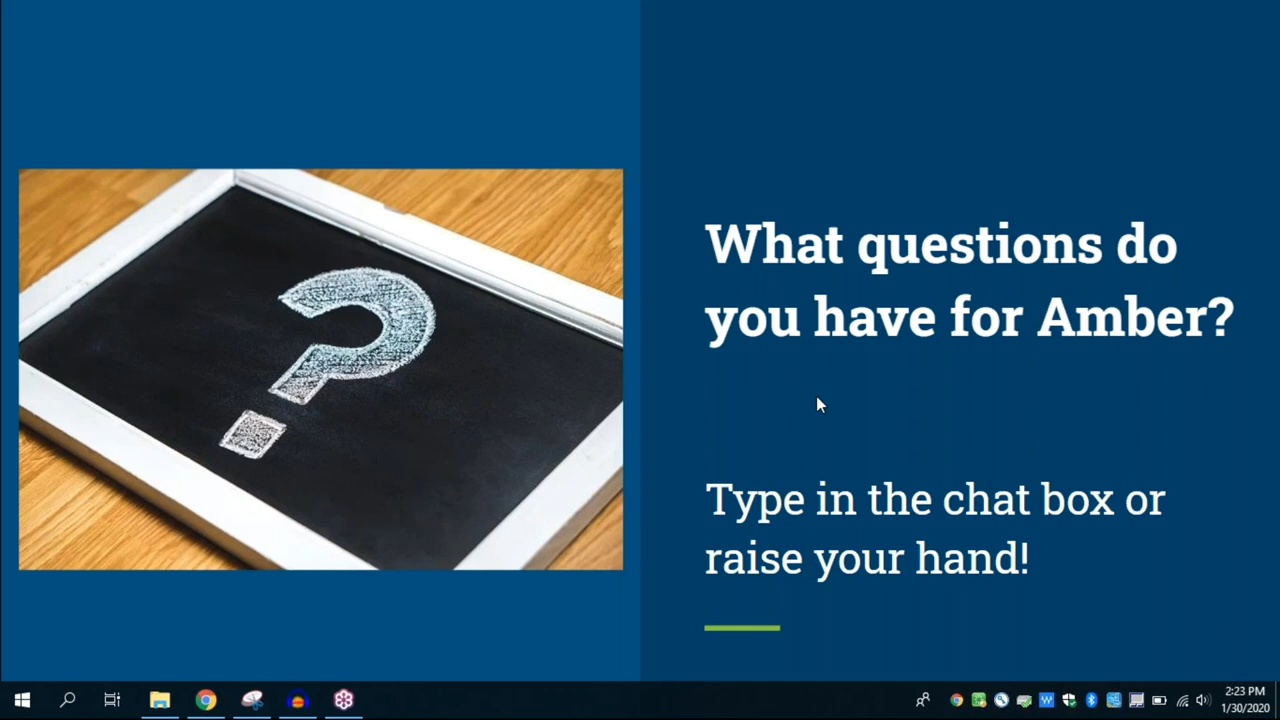 What questions do
you have for Amber?
Type in the chat box or
raise your hand!
2:23 PM
1/30/2020